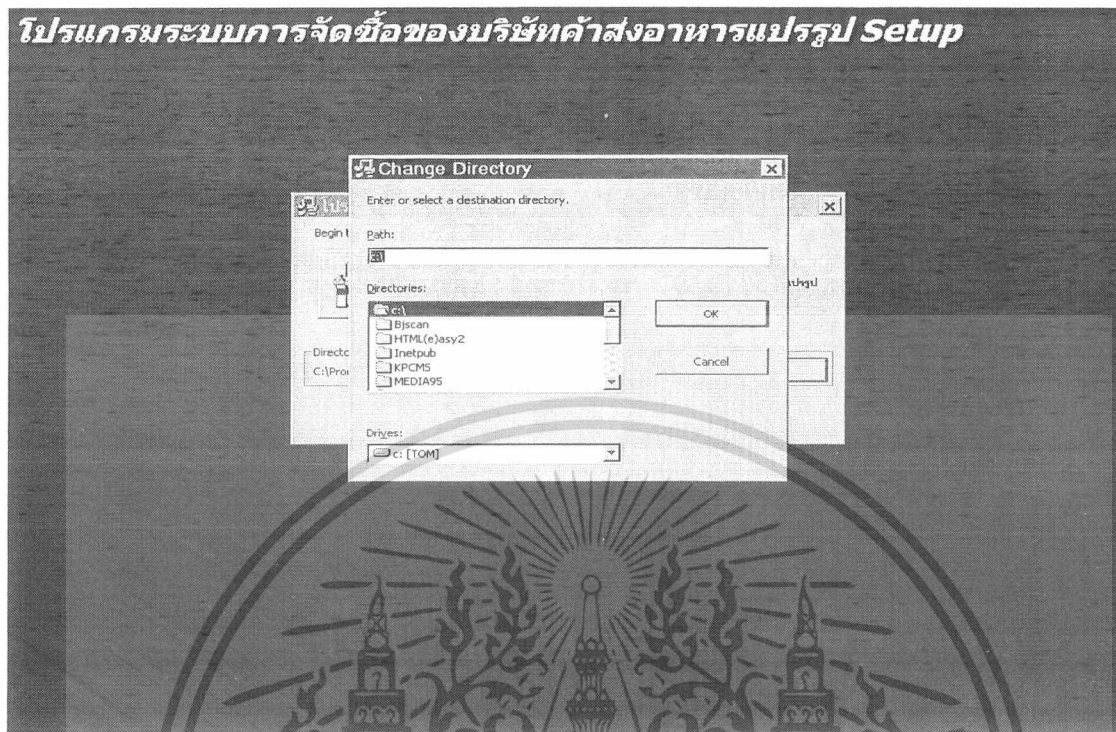 โปรแกรมระบบการจัดซื้อของบริษัทค้าส่งอาหารแปรรูป Setup
Change Directory
Enter or select a destination directory.
Begin
Path:
c:\
Directories:
c:\
Bjscan
HTML(e)asy2
Inetpub
KPCMS
MEDIA95
OK
Cancel
Drives:
c: [TOM]
Directo
C:\Pro